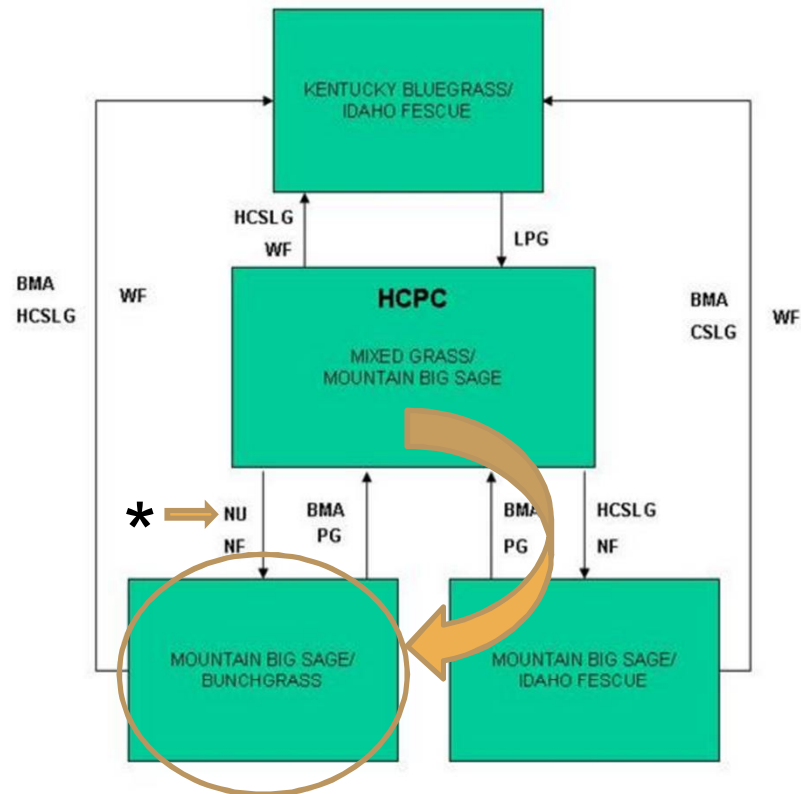 KENTUCKY BLUEGRASS/
IDAHO FESCUE
HCSLG
WF
LPG
BMA
HCSLG
WF
HCPC
MIXED GRASS/
MOUNTAIN BIG SAGE
BMA
CSLG
WF
*
NU
NF
BMA
PG
BMA
PG
HCSLG
NF
MOUNTAIN BIG SAGE/
BUNCHGRASS
MOUNTAIN BIG SAGE/
IDAHO FESCUE